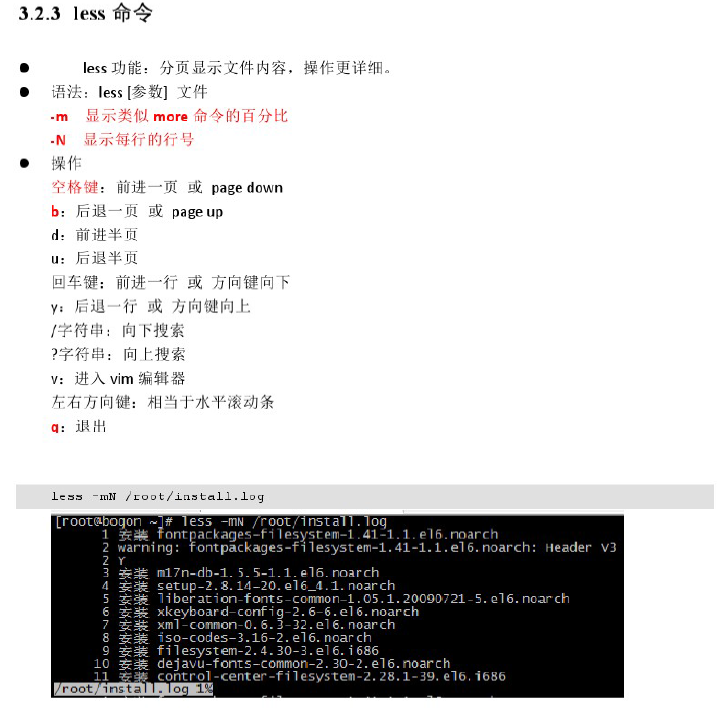 3.2.3 less 命令
● less 功能：分页显示文件内容，操作更详细。
● 语法：less [参数] 文件
-m 显示类似 more 命令的百分比
-N 显示每行的行号
● 操作
空格键：前进一页 或 page down
b：后退一页 或 page up
d：前进半页
u：后退半页
回车键：前进一行 或 方向键向下
y：后退一行 或 方向键向上
/字符串：向下搜索
?字符串：向上搜索
v：进入 vim 编辑器
左右方向键：相当于水平滚动条
q：退出
less -mN /root/install.log
[root@bogon ~]# less -mN /root/install.log
1 安装 fontpackages-filesystem-1.41-1.1.el6.noarch
2 warning: fontpackages-filesystem-1.41-1.1.el6.noarch: Header V3
2 Y
3 安装 m17n-db-1.5.5-1.1.el6.noarch
4 安装 setup-2.8.14-20.el6_4.1.noarch
5 安装 liberation-fonts-common-1.05.1.20090721-5.el6.noarch
6 安装 xkeyboard-config-2.6-6.el6.noarch
7 安装 xml-common-0.6.3-32.el6.noarch
8 安装 iso-codes-3.16-2.el6.noarch
9 安装 filesystem-2.4.30-3.el6.i686
10 安装 dejavu-fonts-common-2.30-2.el6.noarch
11 安装 control-center-filesystem-2.28.1-39.el6.i686
/root/install.log 1%